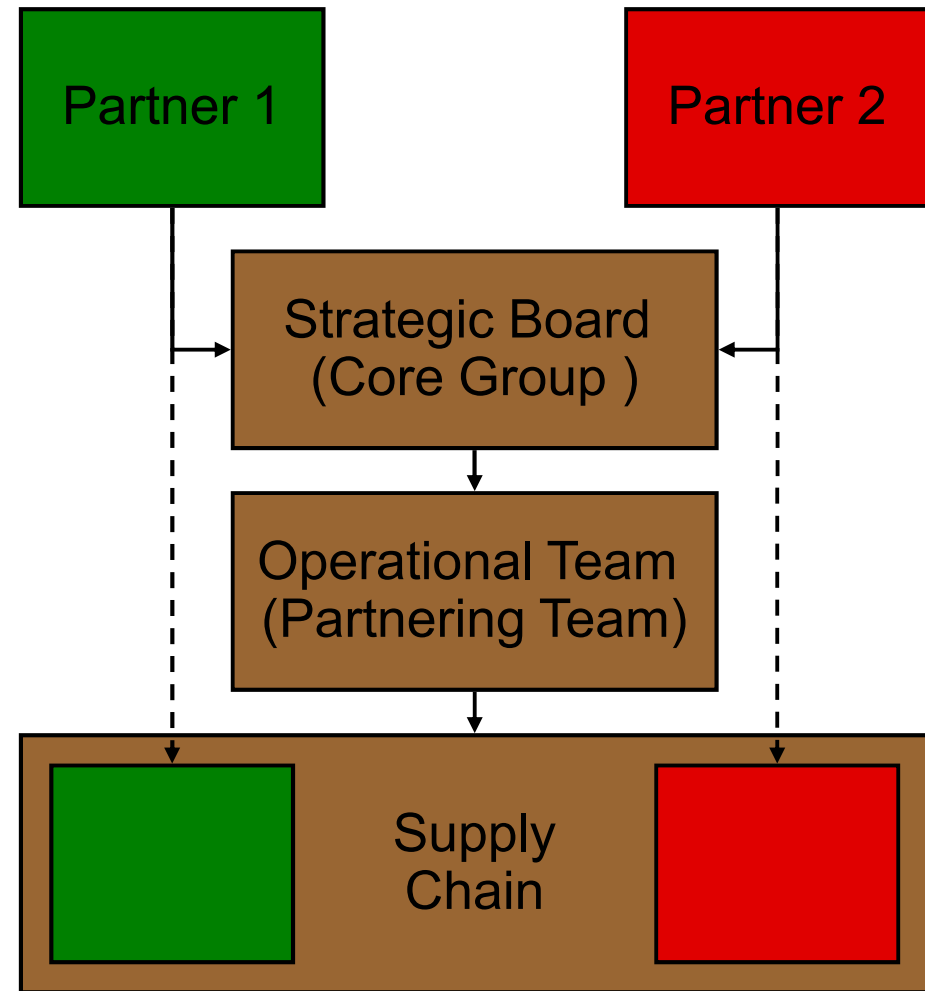 Partner 1
Partner 2
Strategic Board
(Core Group )
Operational Team
(Partnering Team)
Supply
Chain